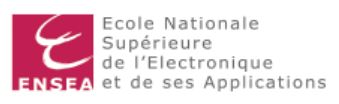 Ecole Nationale
Supérieure
de l'Electronique
ENSEA et de ses Applications